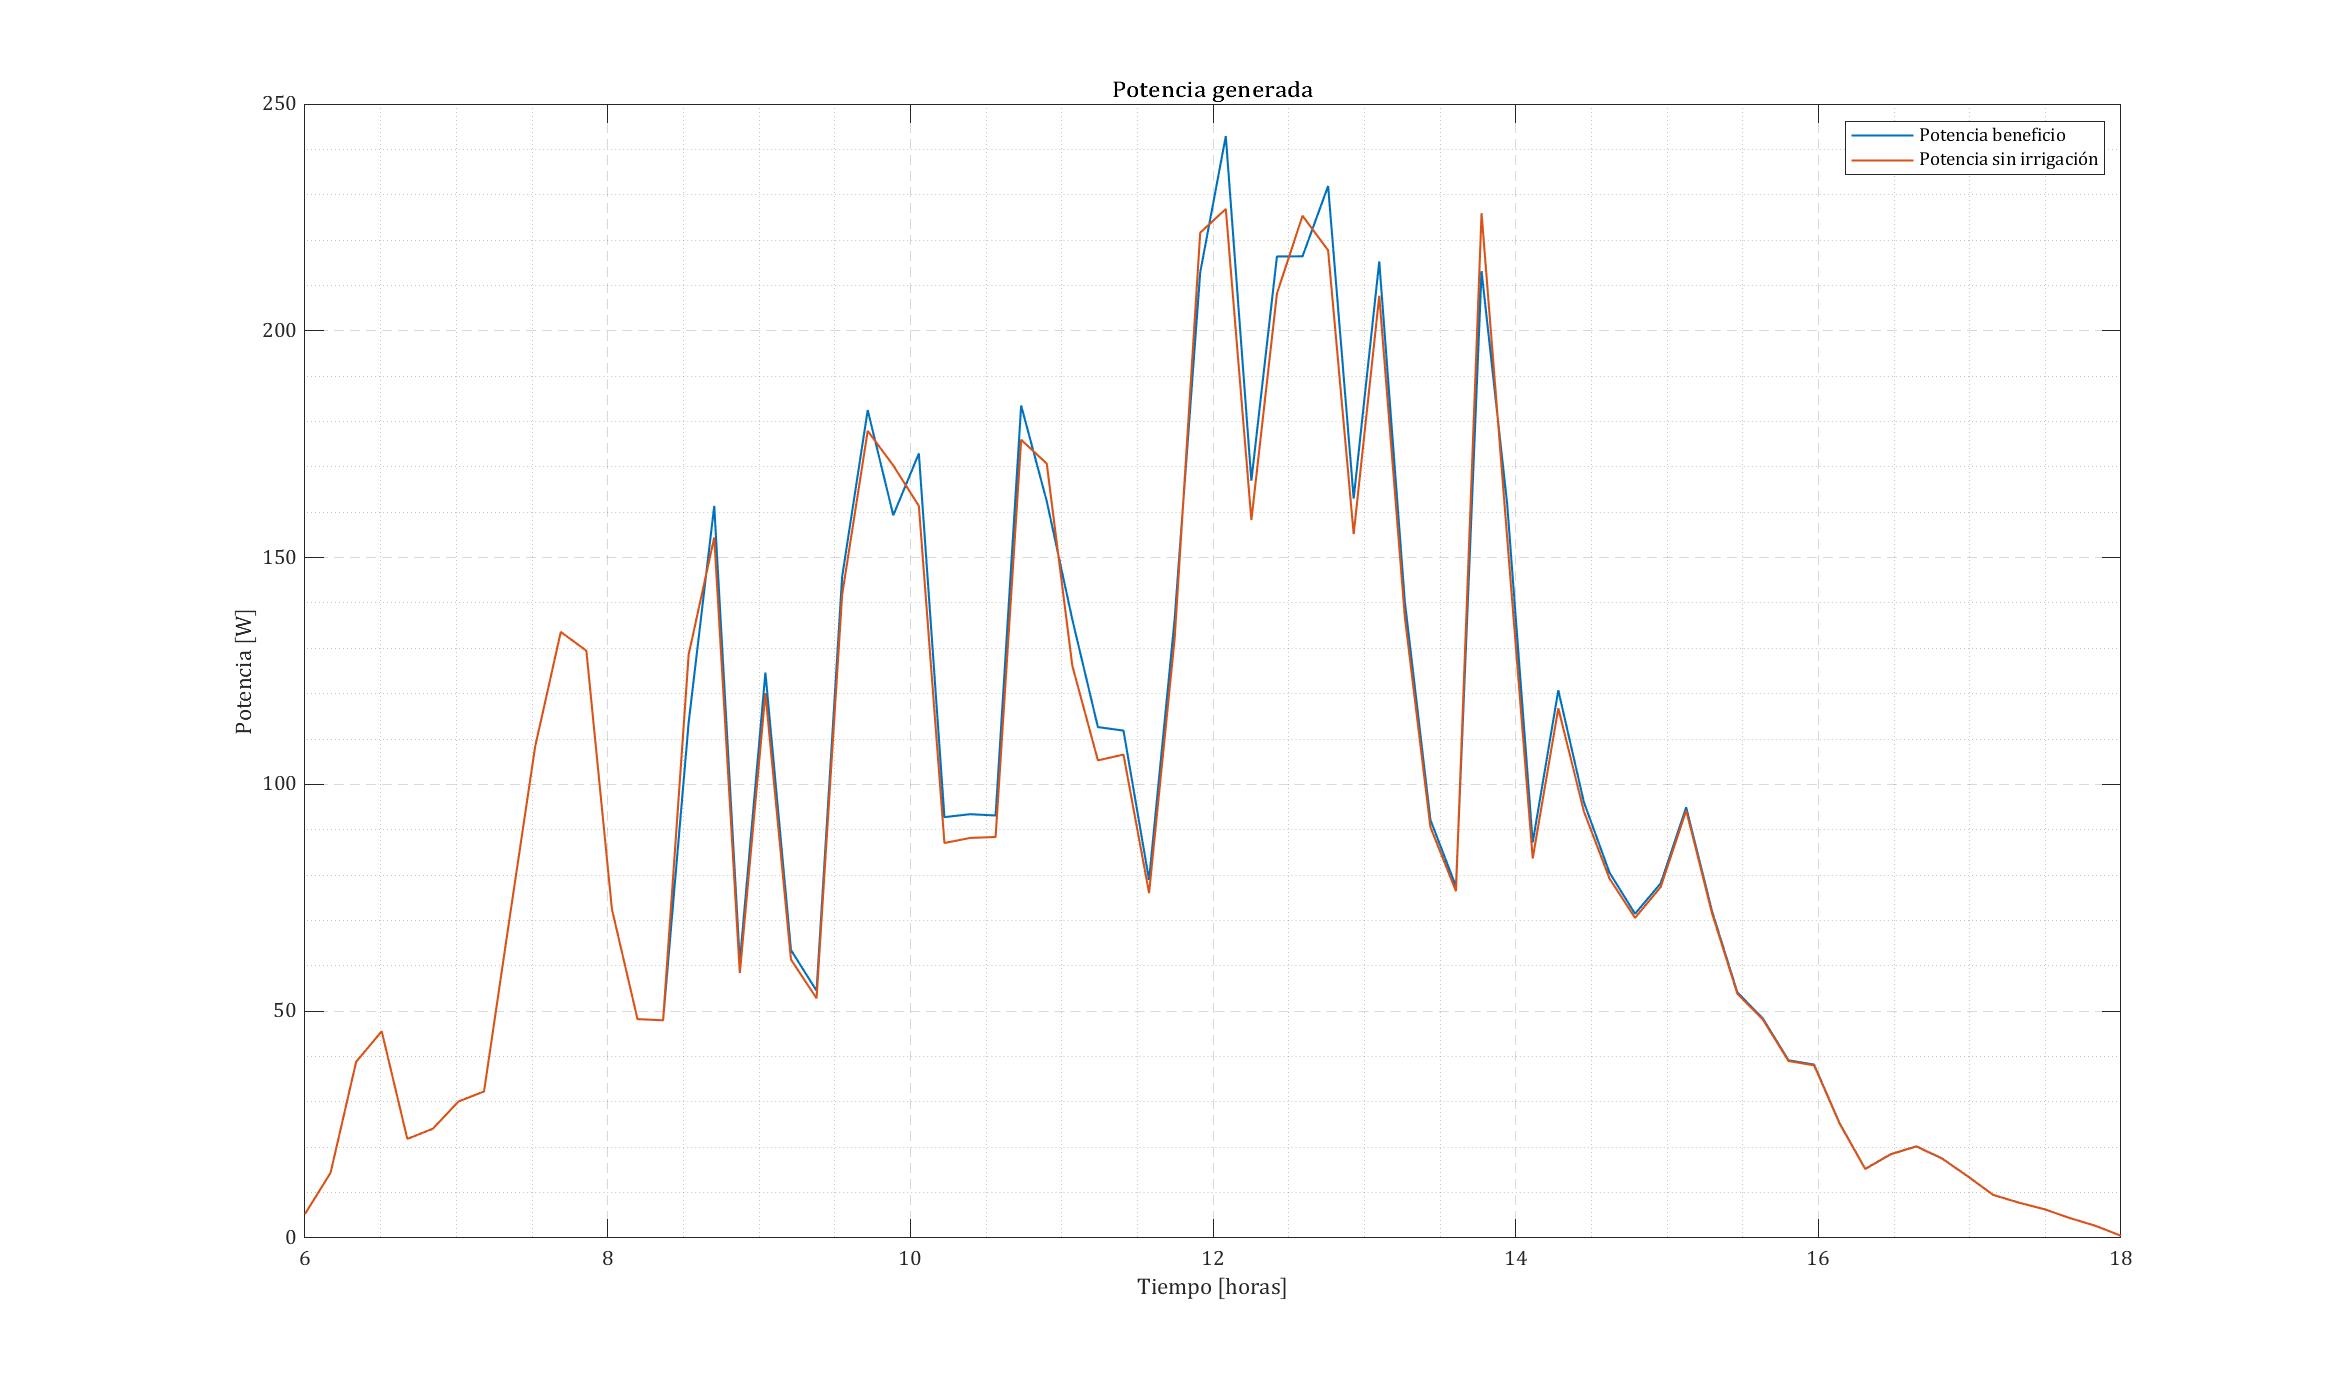 Potencia generada
250
200
150
100
50
0
Potencia [W]
Potencia beneficio
Potencia sin irrigación
6 8 10 12 14 16 18
Tiempo [horas]